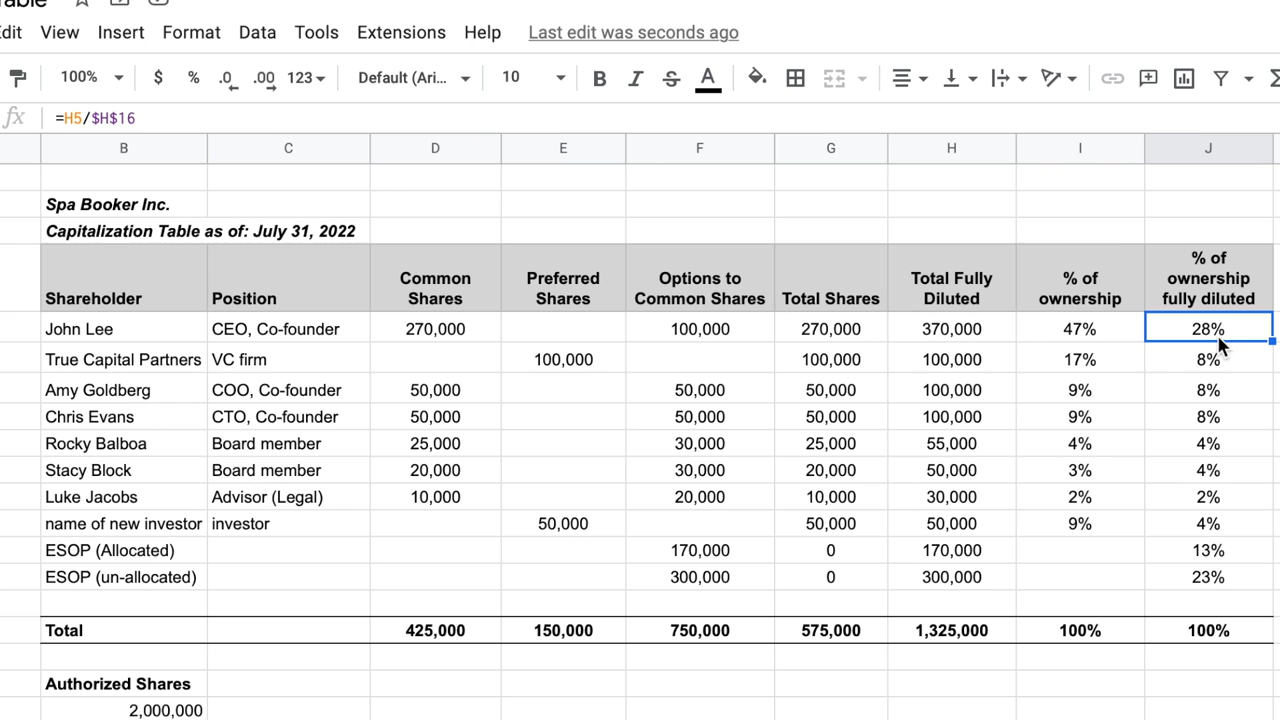 View Insert Format Data Tools Extensions Help Last edit was seconds ago
100% $ % .0 .00 123 Default (Ari... 10 B I S A
fx =H5/$H$16
B C D E F G H I J
Spa Booker Inc.
Capitalization Table as of: July 31, 2022
Shareholder Position Common Shares Preferred Shares Options to Common Shares Total Shares Total Fully Diluted % of ownership % of ownership fully diluted
John Lee CEO, Co-founder 270,000 100,000 270,000 370,000 47% 28%
True Capital Partners VC firm 100,000 100,000 100,000 17% 8%
Amy Goldberg COO, Co-founder 50,000 50,000 50,000 100,000 9% 8%
Chris Evans CTO, Co-founder 50,000 50,000 50,000 100,000 9% 8%
Rocky Balboa Board member 25,000 30,000 25,000 55,000 4% 4%
Stacy Block Board member 20,000 30,000 20,000 50,000 3% 4%
Luke Jacobs Advisor (Legal) 10,000 20,000 10,000 30,000 2% 2%
name of new investor investor 50,000 50,000 50,000 9% 4%
ESOP (Allocated) 170,000 0 170,000 13%
ESOP (un-allocated) 300,000 0 300,000 23%
Total 425,000 150,000 750,000 575,000 1,325,000 100% 100%
Authorized Shares
2,000,000